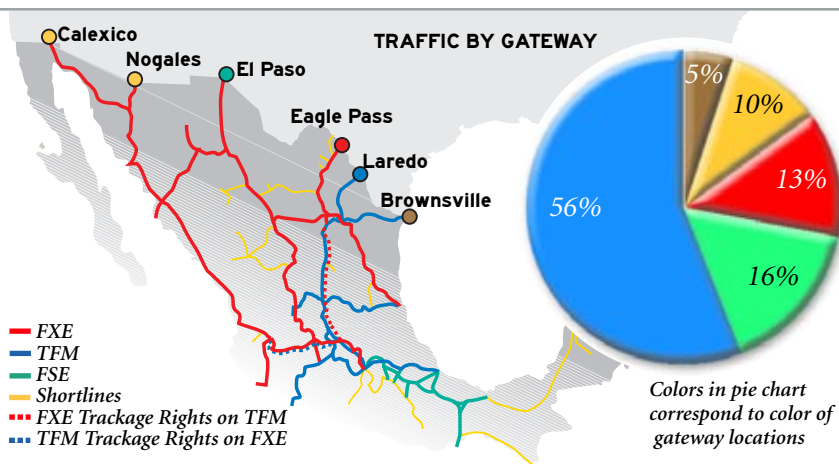 TRAFFIC BY GATEWAY
Calexico
Nogales
El Paso
Eagle Pass
Laredo
Brownsville
5%
10%
13%
16%
56%
FXE
TFM
FSE
Shortlines
FXE Trackage Rights on TFM
TFM Trackage Rights on FXE
Colors in pie chart
correspond to color of
gateway locations